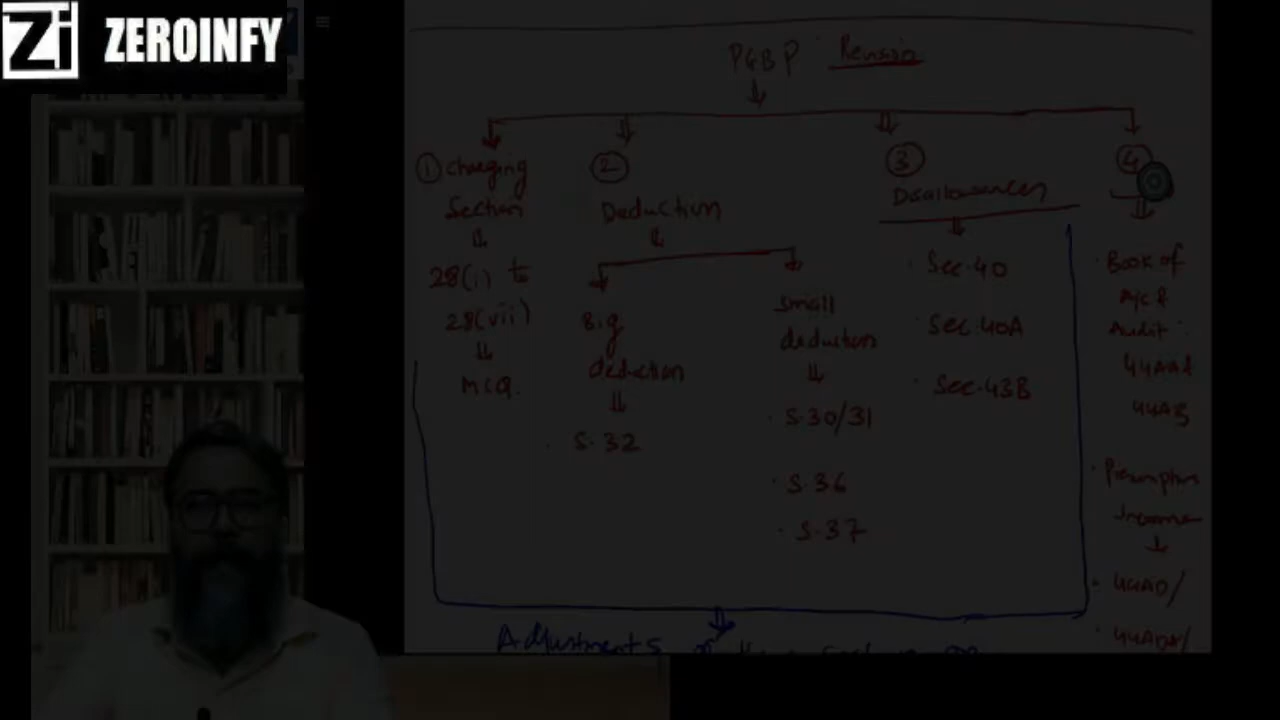 Zi ZEROINFY
PGBP Revision
① Charging
Section
28(i) to
28(vii)
MCQ.
②
Deduction
Big
deduction
S.32
Small
deduction
S.30/31
S.36
S.37
③
Disallowances
Sec.40
Sec.40A
Sec.43B
④
Book of
A/c &
Audit
44AA &
44AB
Income
44AD/
Adjustments